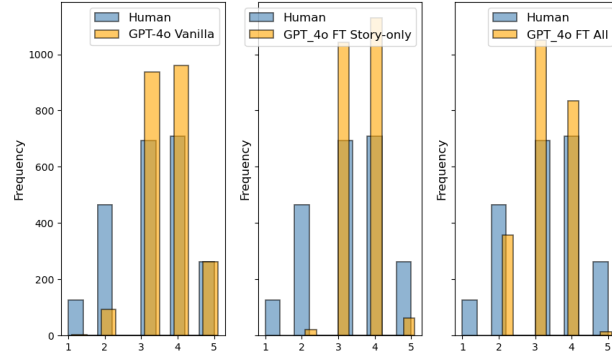 Human
GPT-4o Vanilla
Human
GPT_4o FT Story-only
Human
GPT_4o FT All
Frequency
1000
800
600
400
200
0
1 2 3 4 5
Frequency
1 2 3 4 5
Frequency
1 2 3 4 5